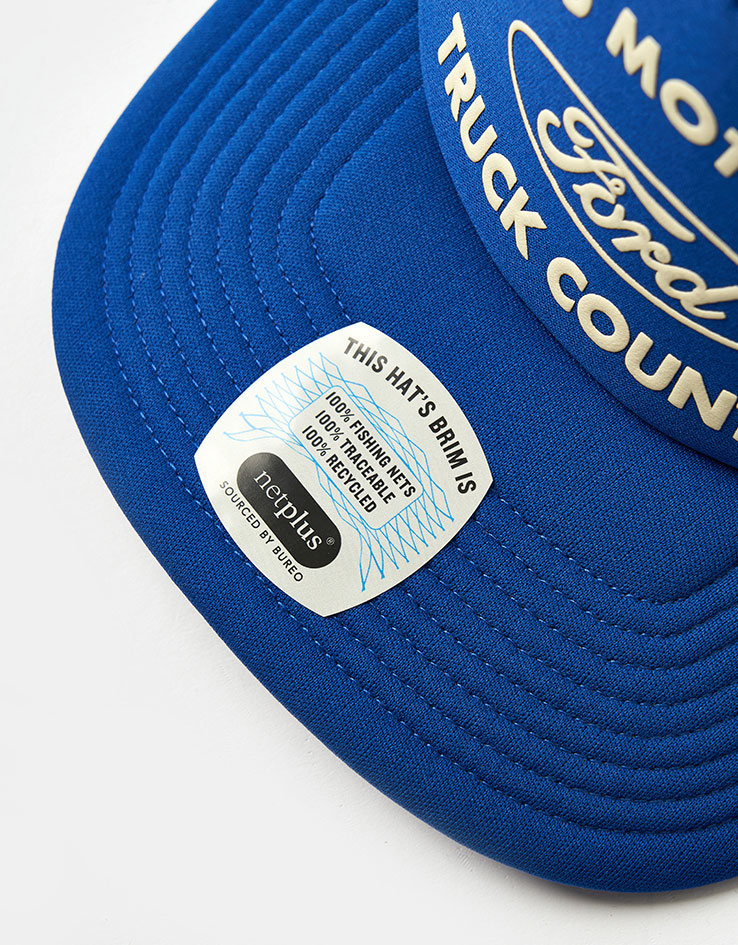 MOT
Ford
TRUCK COUNT
THIS HAT'S BRIM IS
100% FISHING NETS
100% TRACEABLE
100% RECYCLED
netplus®
SOURCED BY BUREO